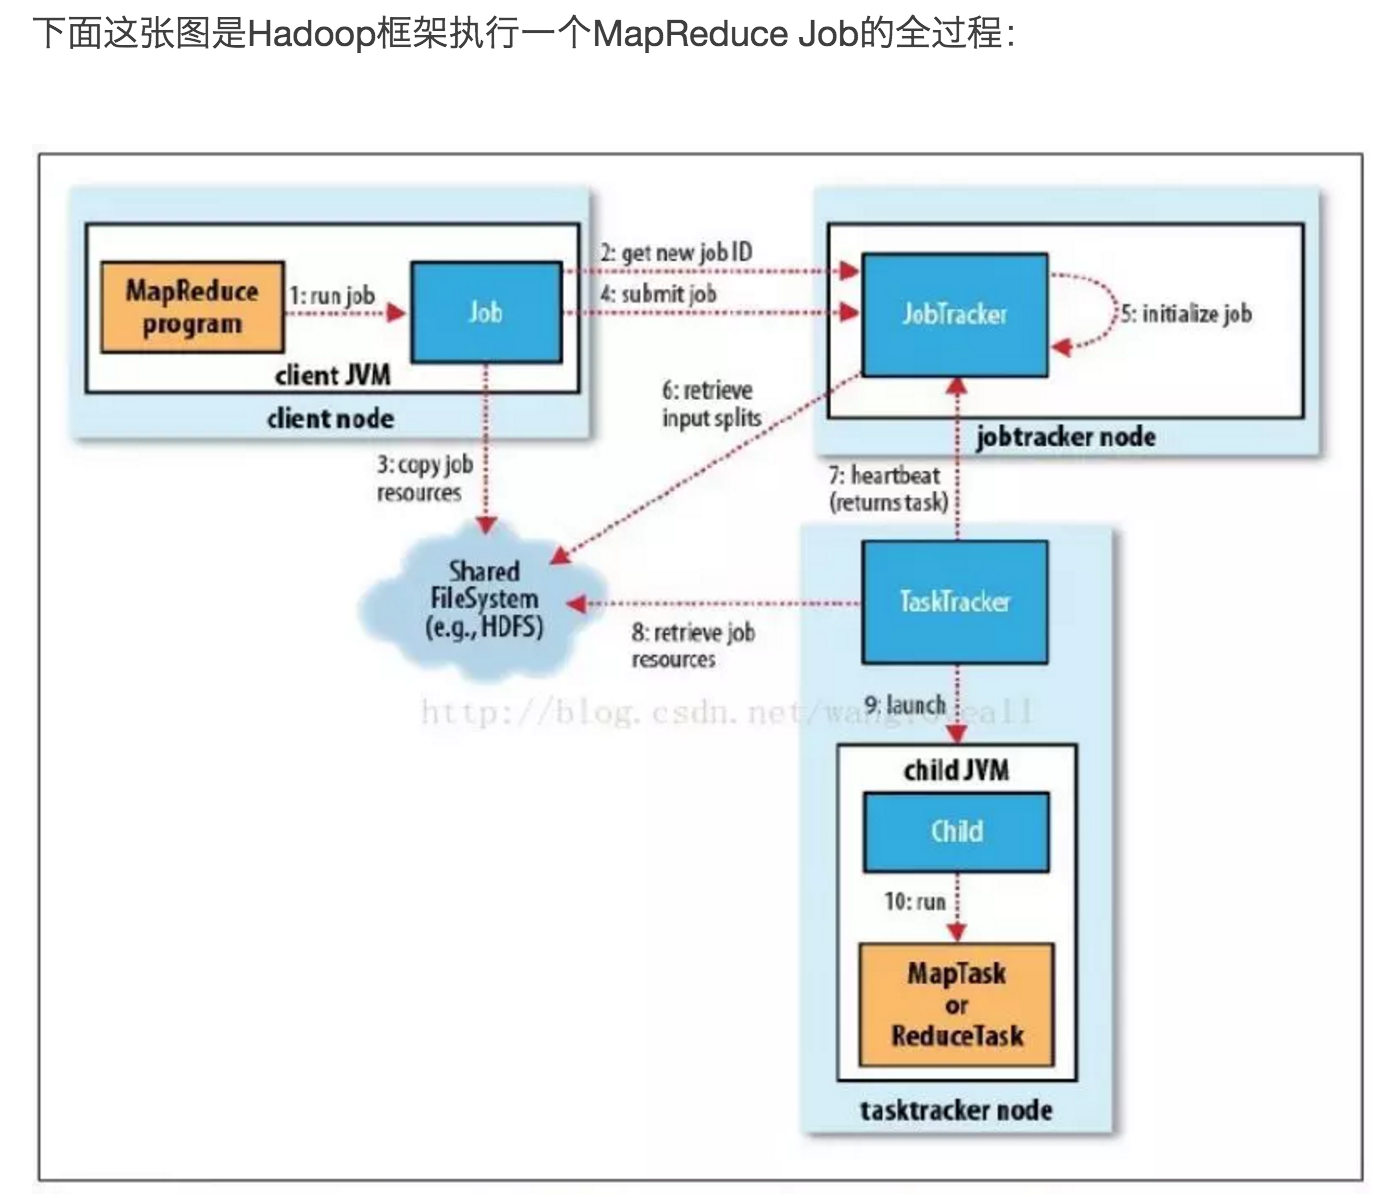 下面这张图是Hadoop框架执行一个MapReduce Job的全过程：
MapReduce
program
1: run job
Job
client JVM
client node
2: get new job ID
4: submit job
JobTracker
5: initialize job
jobtracker node
6: retrieve
input splits
3: copy job
resources
7: heartbeat
(returns task)
Shared
FileSystem
(e.g., HDFS)
TaskTracker
8: retrieve job
resources
http://blog.csdn.net/
9: launch
child JVM
Child
10: run
MapTask
or
ReduceTask
tasktracker node